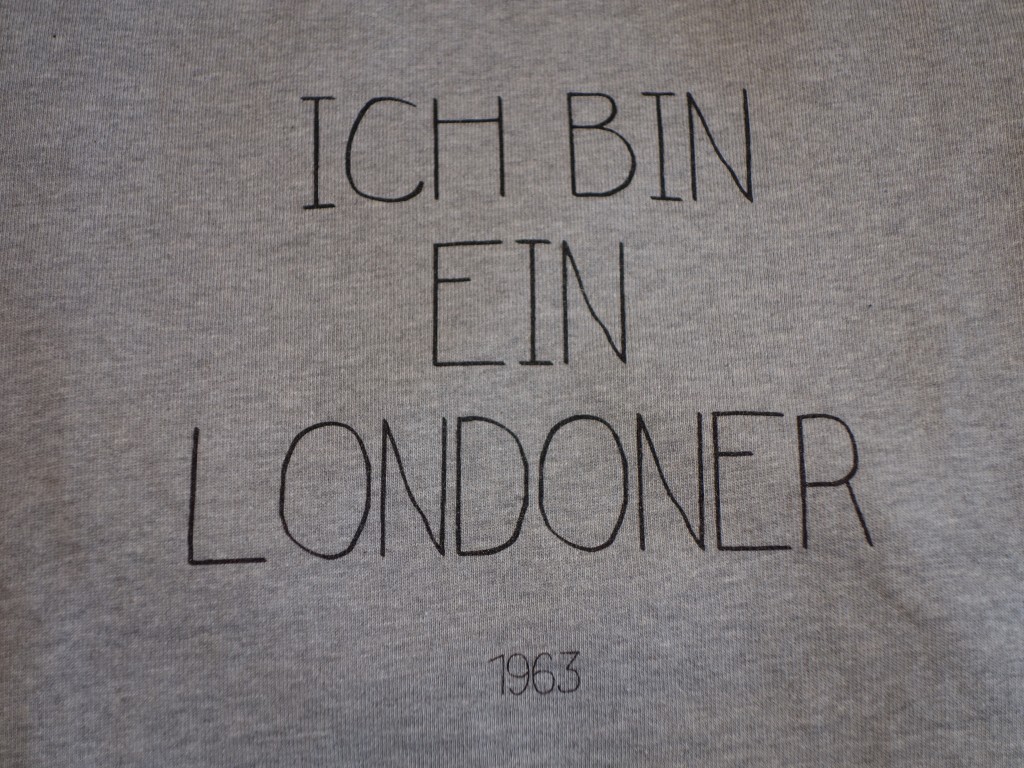 ICH BIN
EIN
LONDONER
1963